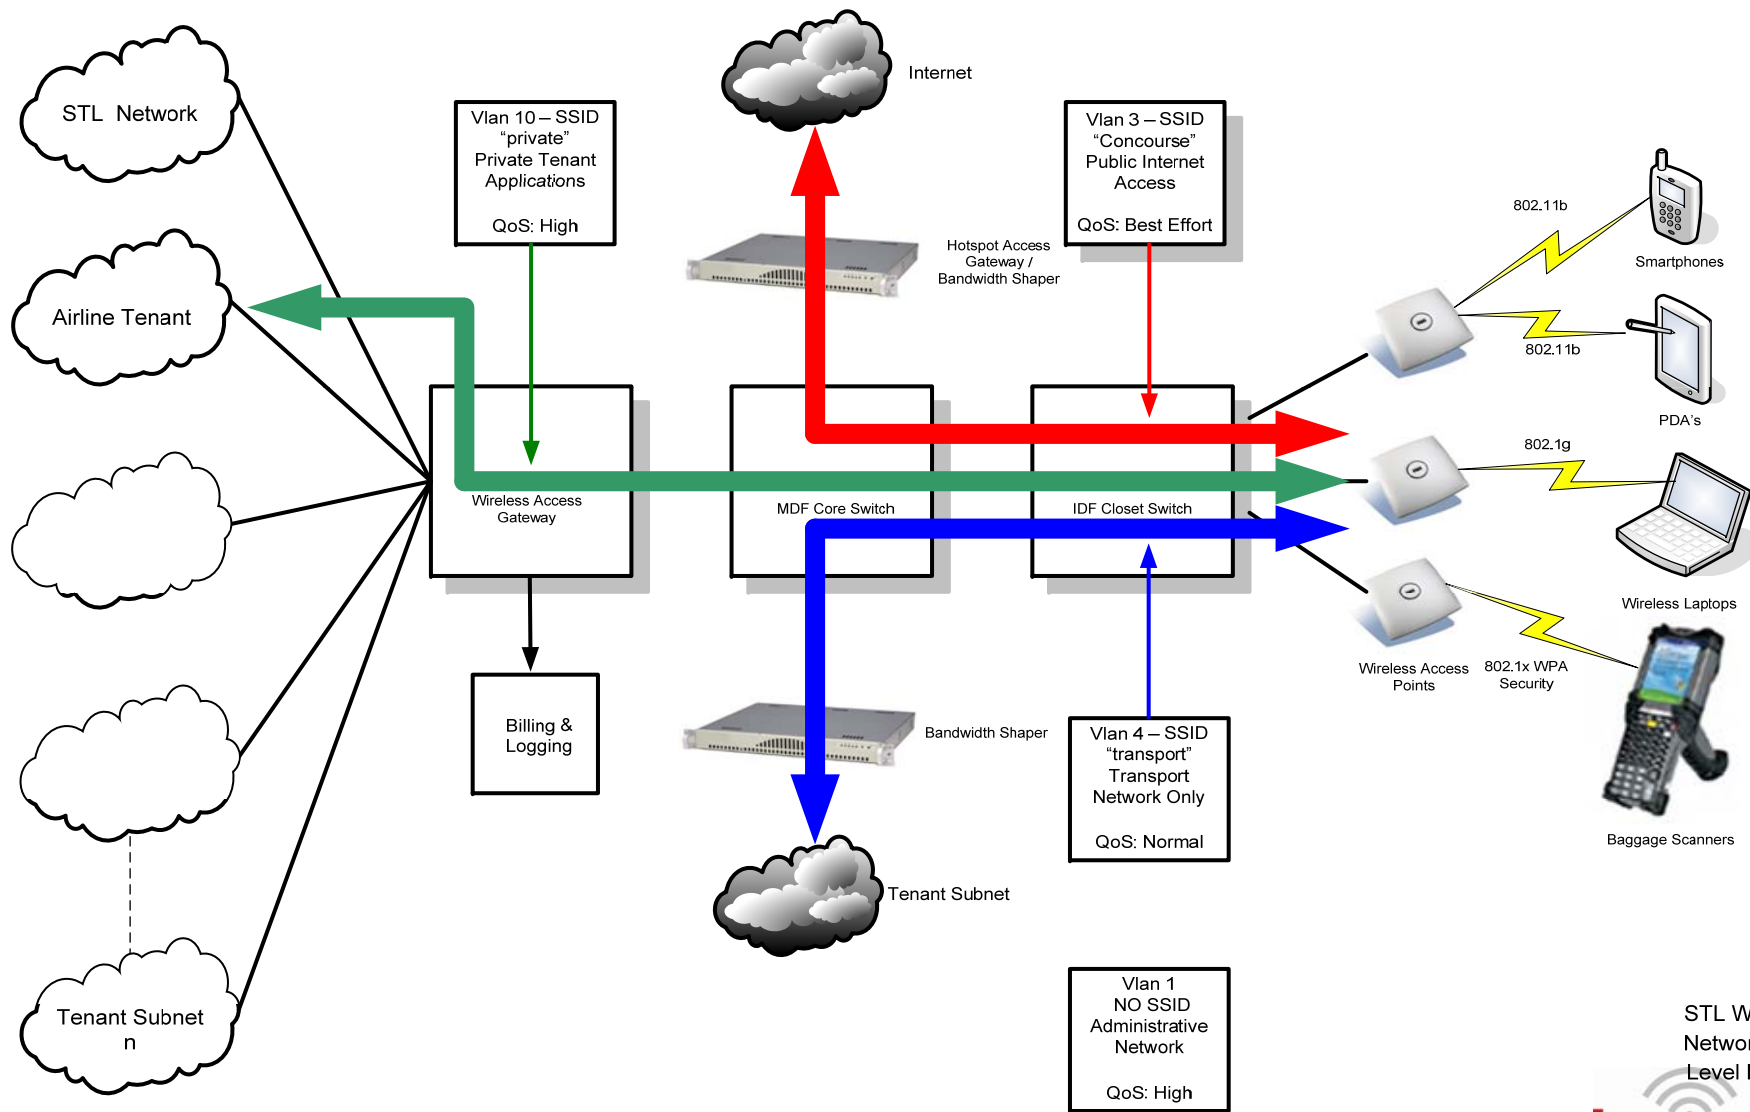 STL Network
Airline Tenant
Tenant Subnet
n
Vlan 10 – SSID
“private”
Private Tenant
Applications
QoS: High
Wireless Access
Gateway
Billing &
Logging
Internet
Hotspot Access
Gateway /
Bandwidth Shaper
MDF Core Switch
Bandwidth Shaper
Tenant Subnet
Vlan 3 – SSID
“Concourse”
Public Internet
Access
QoS: Best Effort
IDF Closet Switch
Vlan 4 – SSID
“transport”
Transport
Network Only
QoS: Normal
Vlan 1
NO SSID
Administrative
Network
QoS: High
802.11b
Smartphones
802.11b
PDA's
802.1g
Wireless Laptops
Wireless Access
Points
802.1x WPA
Security
Baggage Scanners
STL W
Networ
Level